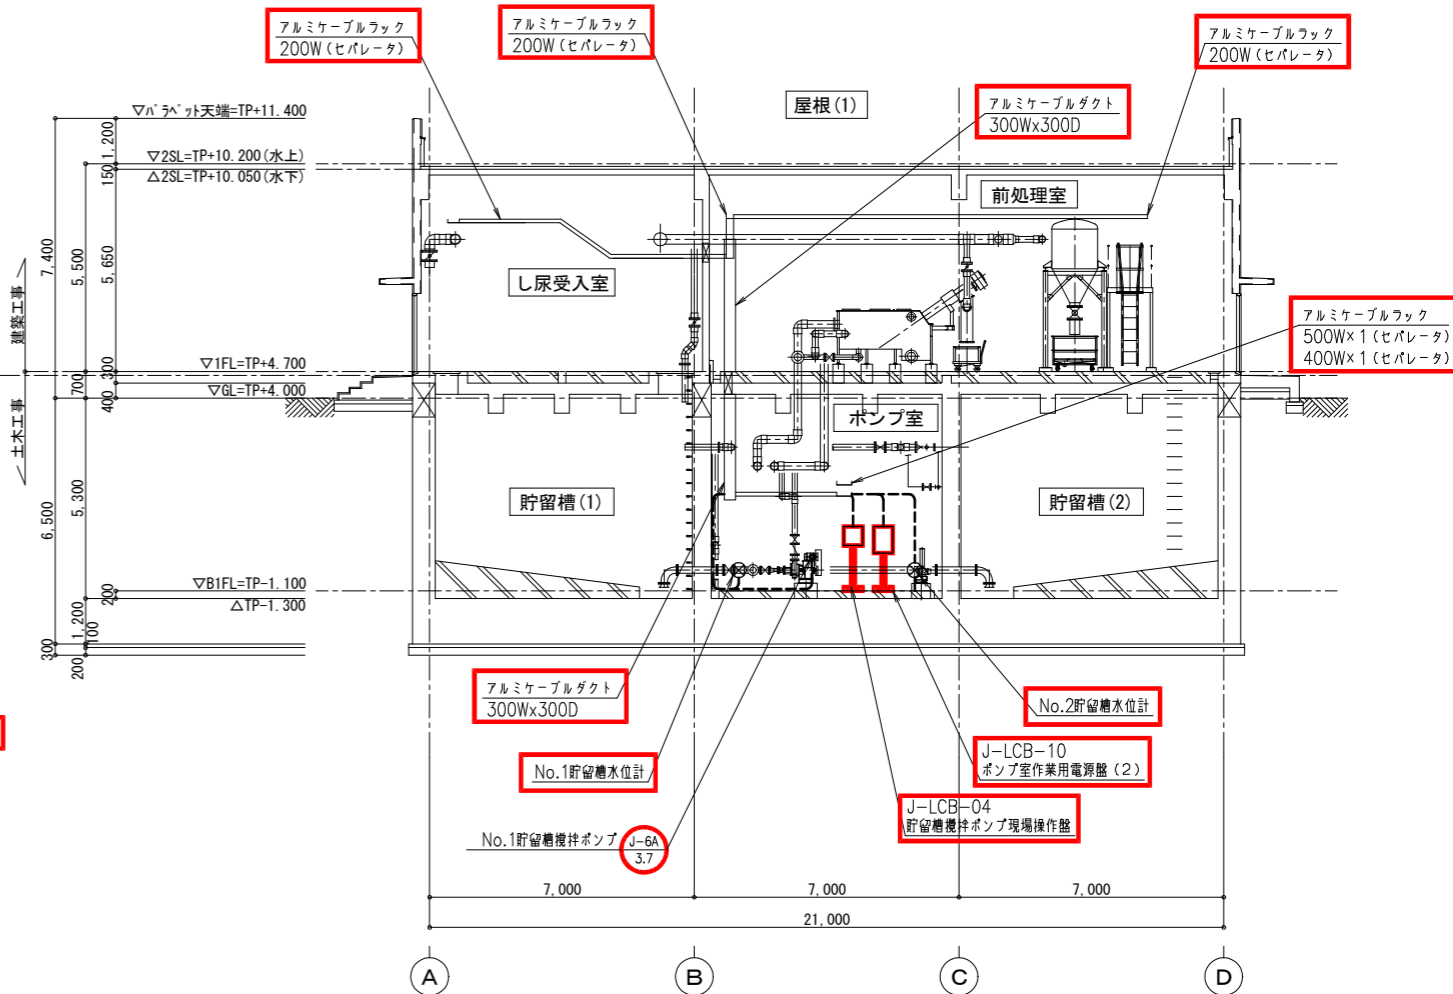 アルミケーブルラック
200W(セパレータ)
アルミケーブルラック
200W(セパレータ)
アルミケーブルラック
200W(セパレータ)
屋根(1)
アルミケーブルダクト
300Wx300D
▽パラペット天端=TP+11.400
▽2SL=TP+10.200(水上)
△2SL=TP+10.050(水下)
1,200
150
前処理室
7,400
5,500
5,650
し尿受入室
建築工事
アルミケーブルラック
500W×1(セパレータ)
400W×1(セパレータ)
▽1FL=TP+4.700
300
700
▽GL=TP+4.000
400
土木工事
ポンプ室
貯留槽(1)
貯留槽(2)
6,500
5,300
▽B1FL=TP-1.100
200
△TP-1.300
1,200
100
300
200
アルミケーブルダクト
300Wx300D
No.2貯留槽水位計
No.1貯留槽水位計
J-LCB-10
ポンプ室作業用電源盤(2)
J-LCB-04
貯留槽攪拌ポンプ現場操作盤
No.1貯留槽攪拌ポンプ
J-6A
3.7
7,000
7,000
7,000
21,000
A
B
C
D